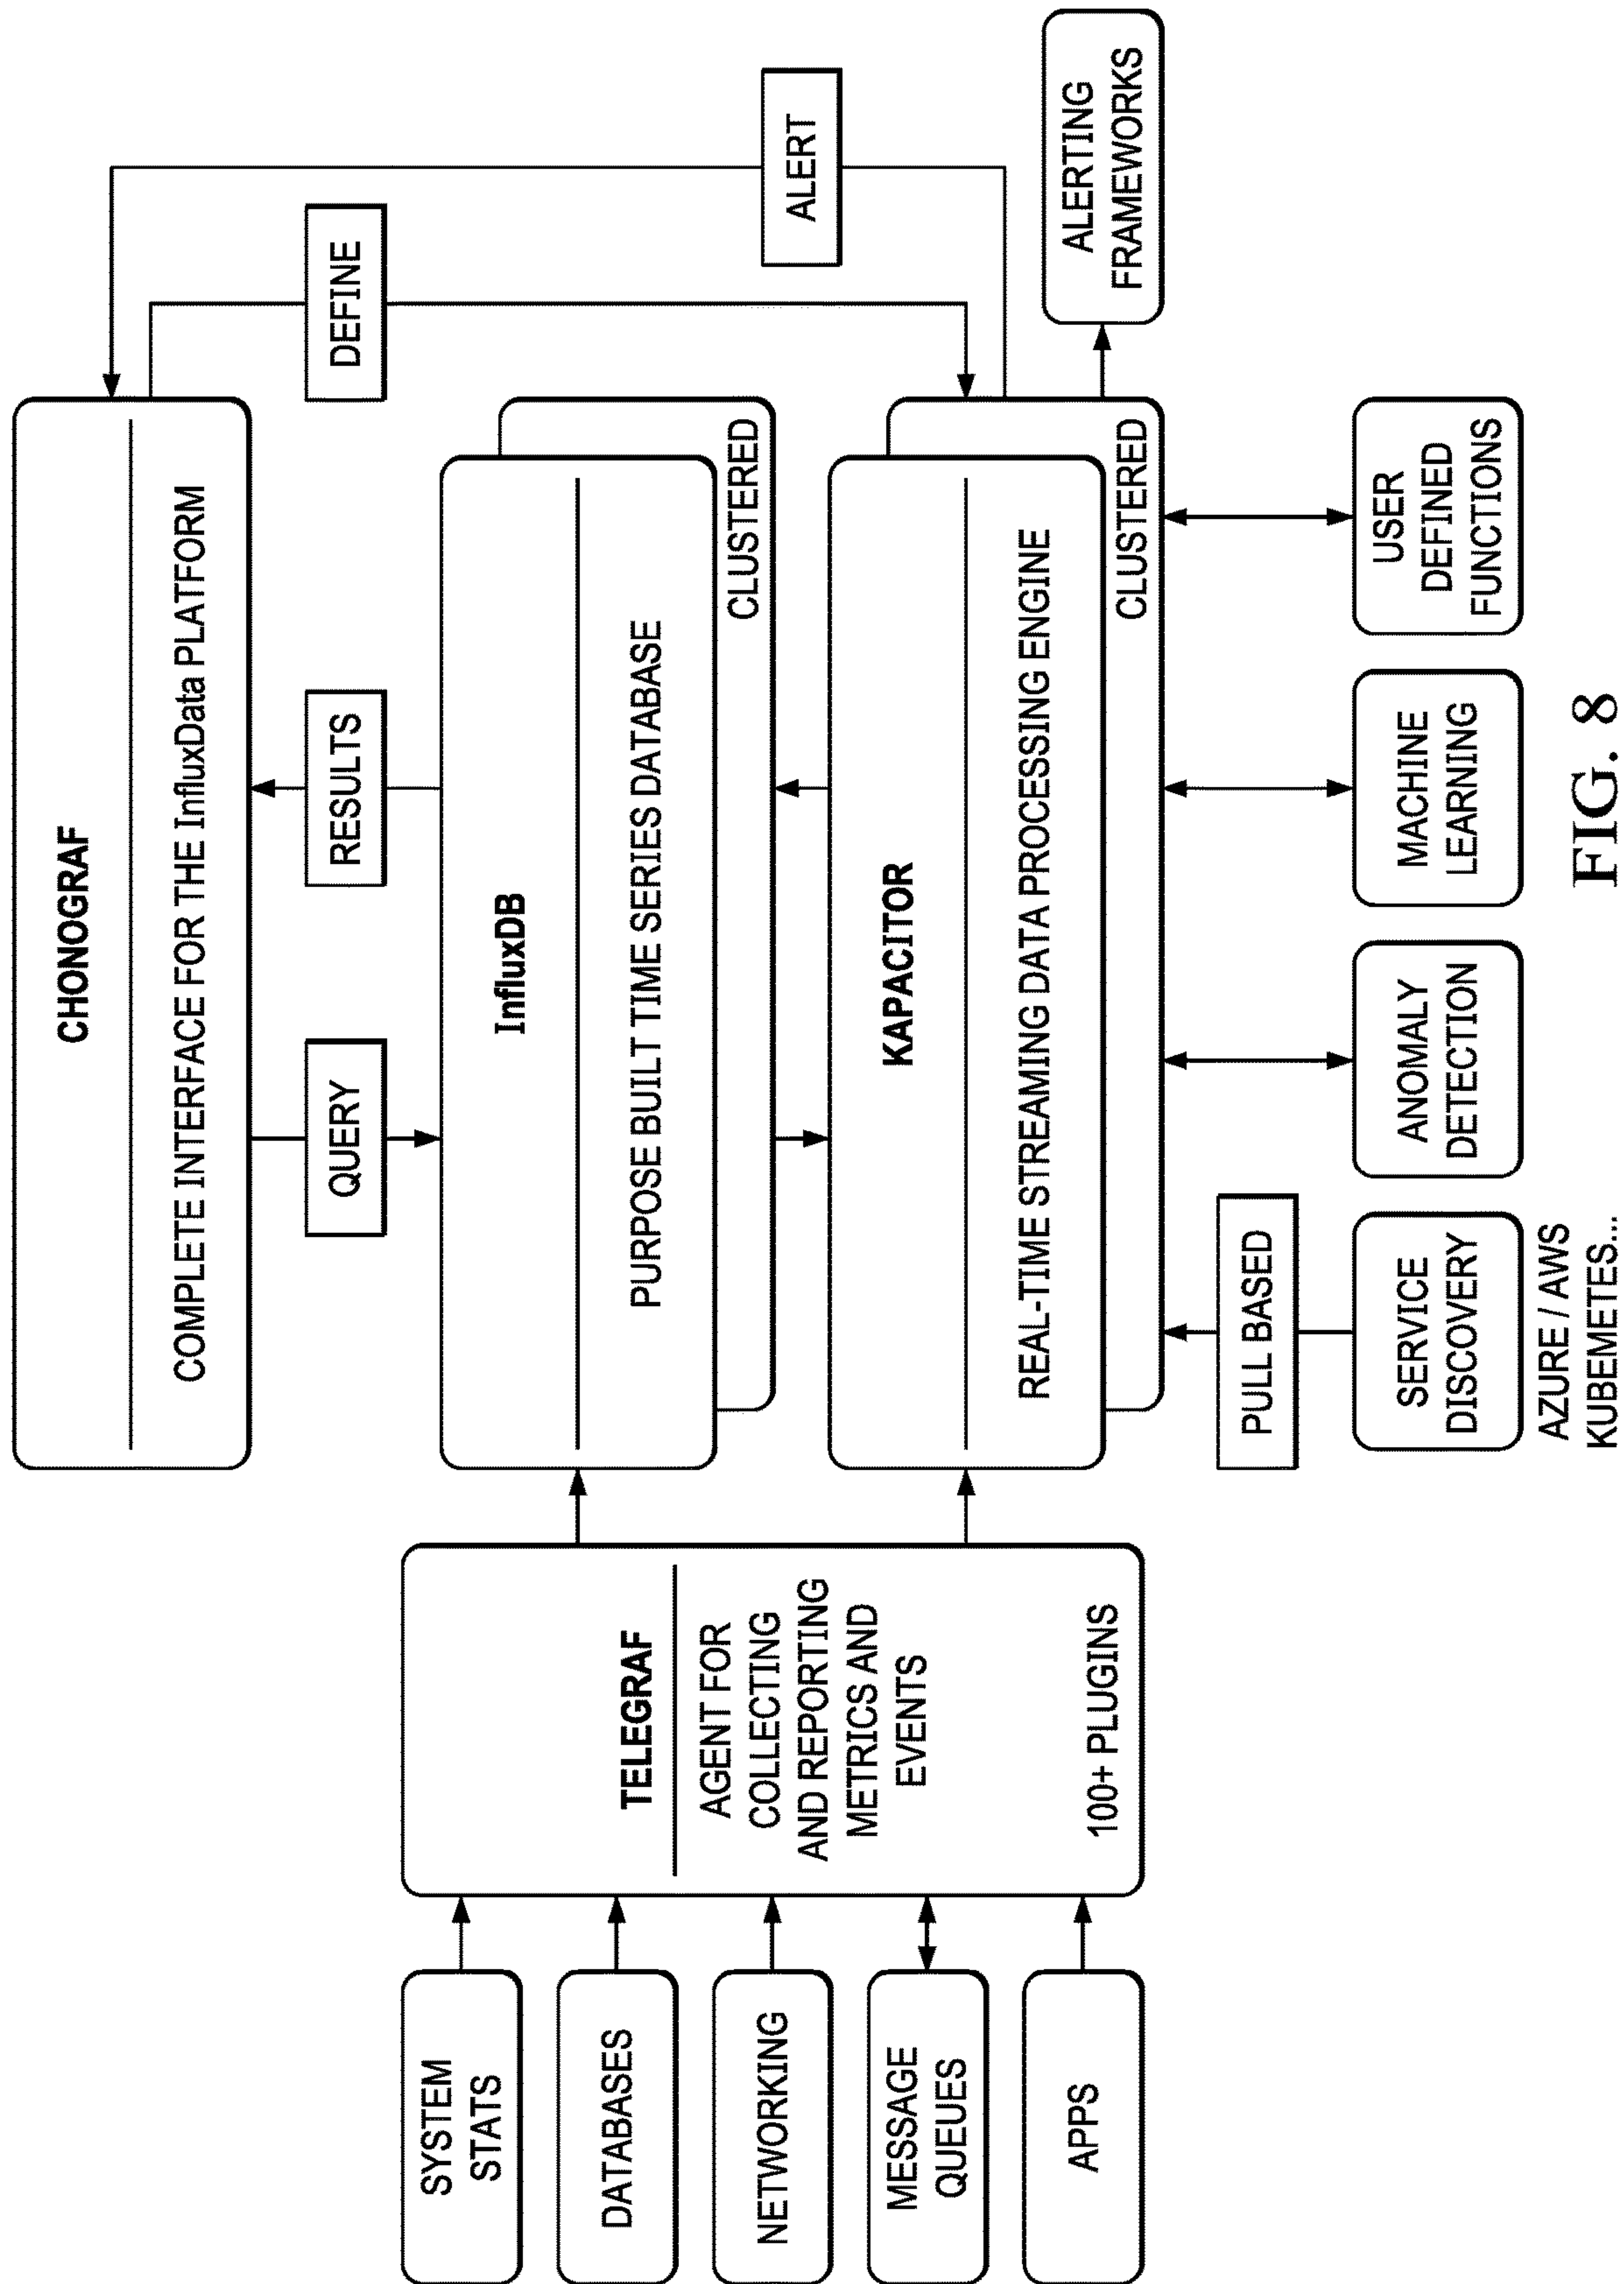 CHONOGRAF
COMPLETE INTERFACE FOR THE InfluxData PLATFORM
QUERY
RESULTS
DEFINE
ALERT
InfluxDB
PURPOSE BUILT TIME SERIES DATABASE
CLUSTERED
KAPACITOR
REAL-TIME STREAMING DATA PROCESSING ENGINE
CLUSTERED
ALERTING
FRAMEWORKS
SYSTEM
STATS
DATABASES
NETWORKING
MESSAGE
QUEUES
APPS
TELEGRAF
AGENT FOR
COLLECTING
AND REPORTING
METRICS AND
EVENTS
100+ PLUGINS
PULL BASED
SERVICE
DISCOVERY
AZURE / AWS
KUBEMETES...
ANOMALY
DETECTION
MACHINE
LEARNING
USER
DEFINED
FUNCTIONS
FIG. 8